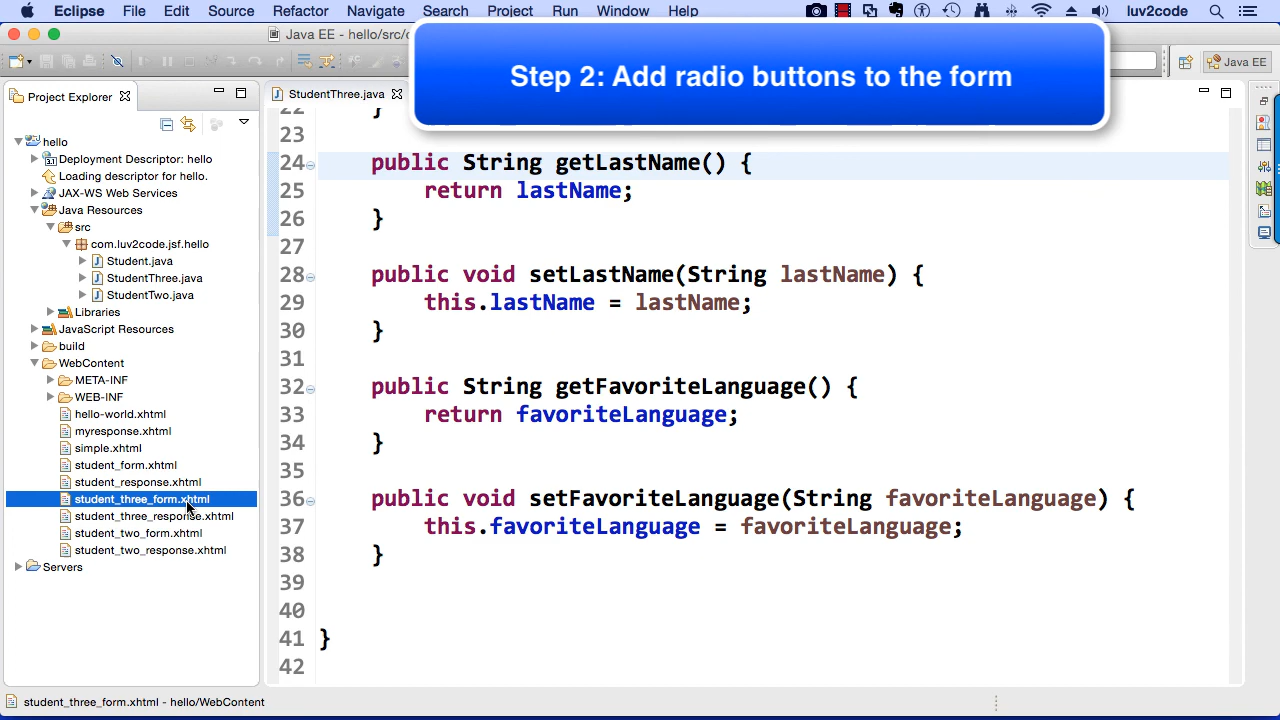 Eclipse File Edit Source Refactor Navigate Search Project Run Window Help luv2code
Java EE - hello/src/c
Step 2: Add radio buttons to the form
Java EE
Project Explorer
StudentThree.java
hello
Deployment Descriptor: hello
Loading descriptor for hello.
JAX-WS Web Services
Java Resources
src
com.luv2code.jsf.hello
Student.java
StudentThree.java
StudentTwo.java
Libraries
JavaScript Resources
build
WebContent
META-INF
WEB-INF
hello-world.xhtml
myresponse.xhtml
simple.xhtml
student_form.xhtml
student_response.xhtml
student_three_form.xhtml
student_three_response.xhtml
student_two_form.xhtml
student_two_response.xhtml
Servers
22 }
23
24 public String getLastName() {
25 return lastName;
26 }
27
28 public void setLastName(String lastName) {
29 this.lastName = lastName;
30 }
31
32 public String getFavoriteLanguage() {
33 return favoriteLanguage;
34 }
35
36 public void setFavoriteLanguage(String favoriteLanguage) {
37 this.favoriteLanguage = favoriteLanguage;
38 }
39
40
41 }
42
student_three_form.xhtml - hello/WebContent